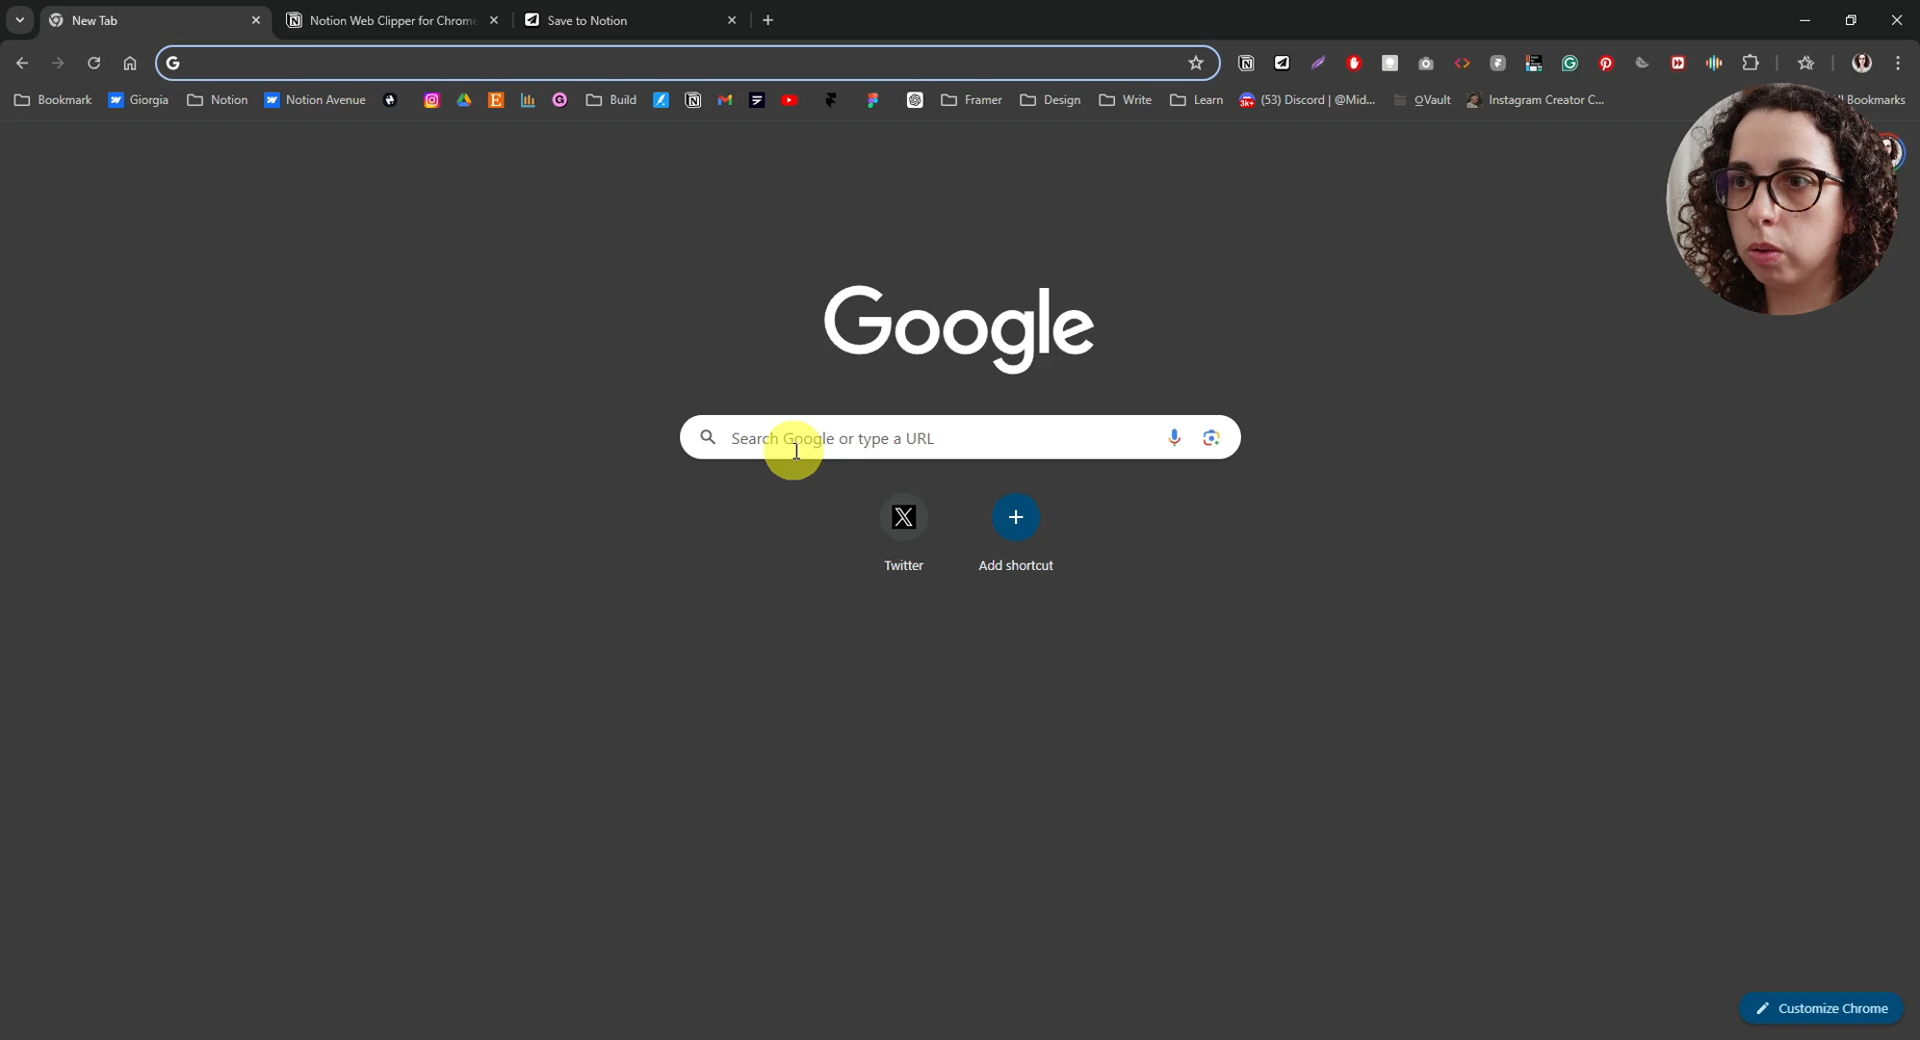 New Tab
Notion Web Clipper for Chrome
Save to Notion
Bookmark
Giorgia
Notion
Notion Avenue
Build
Framer
Design
Write
Learn
(53) Discord | @Mid...
QVault
Instagram Creator C...
Bookmarks
Google
Search Google or type a URL
Twitter
Add shortcut
Customize Chrome